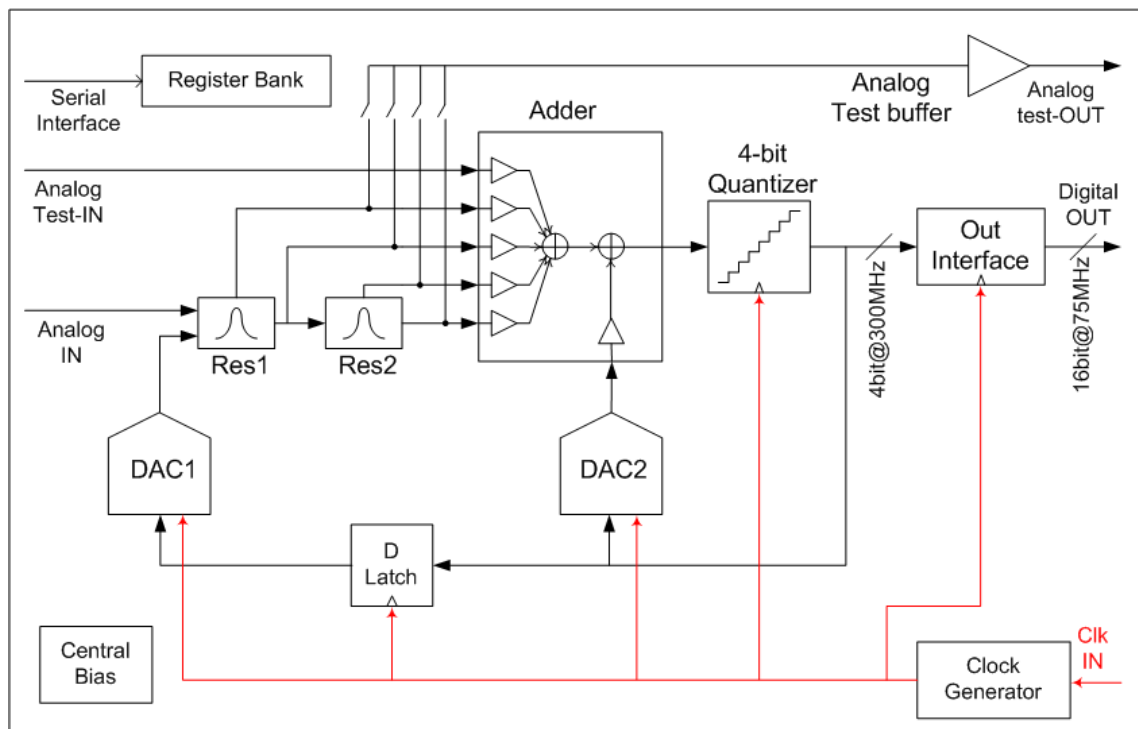 Register Bank
Serial
Interface
Analog
Test buffer
Analog
test-OUT
Adder
4-bit
Quantizer
Analog
Test-IN
Digital
OUT
Out
Interface
4bit@300MHz
16bit@75MHz
Analog
IN
Res1
Res2
DAC1
DAC2
D
Latch
Central
Bias
Clock
Generator
Clk
IN